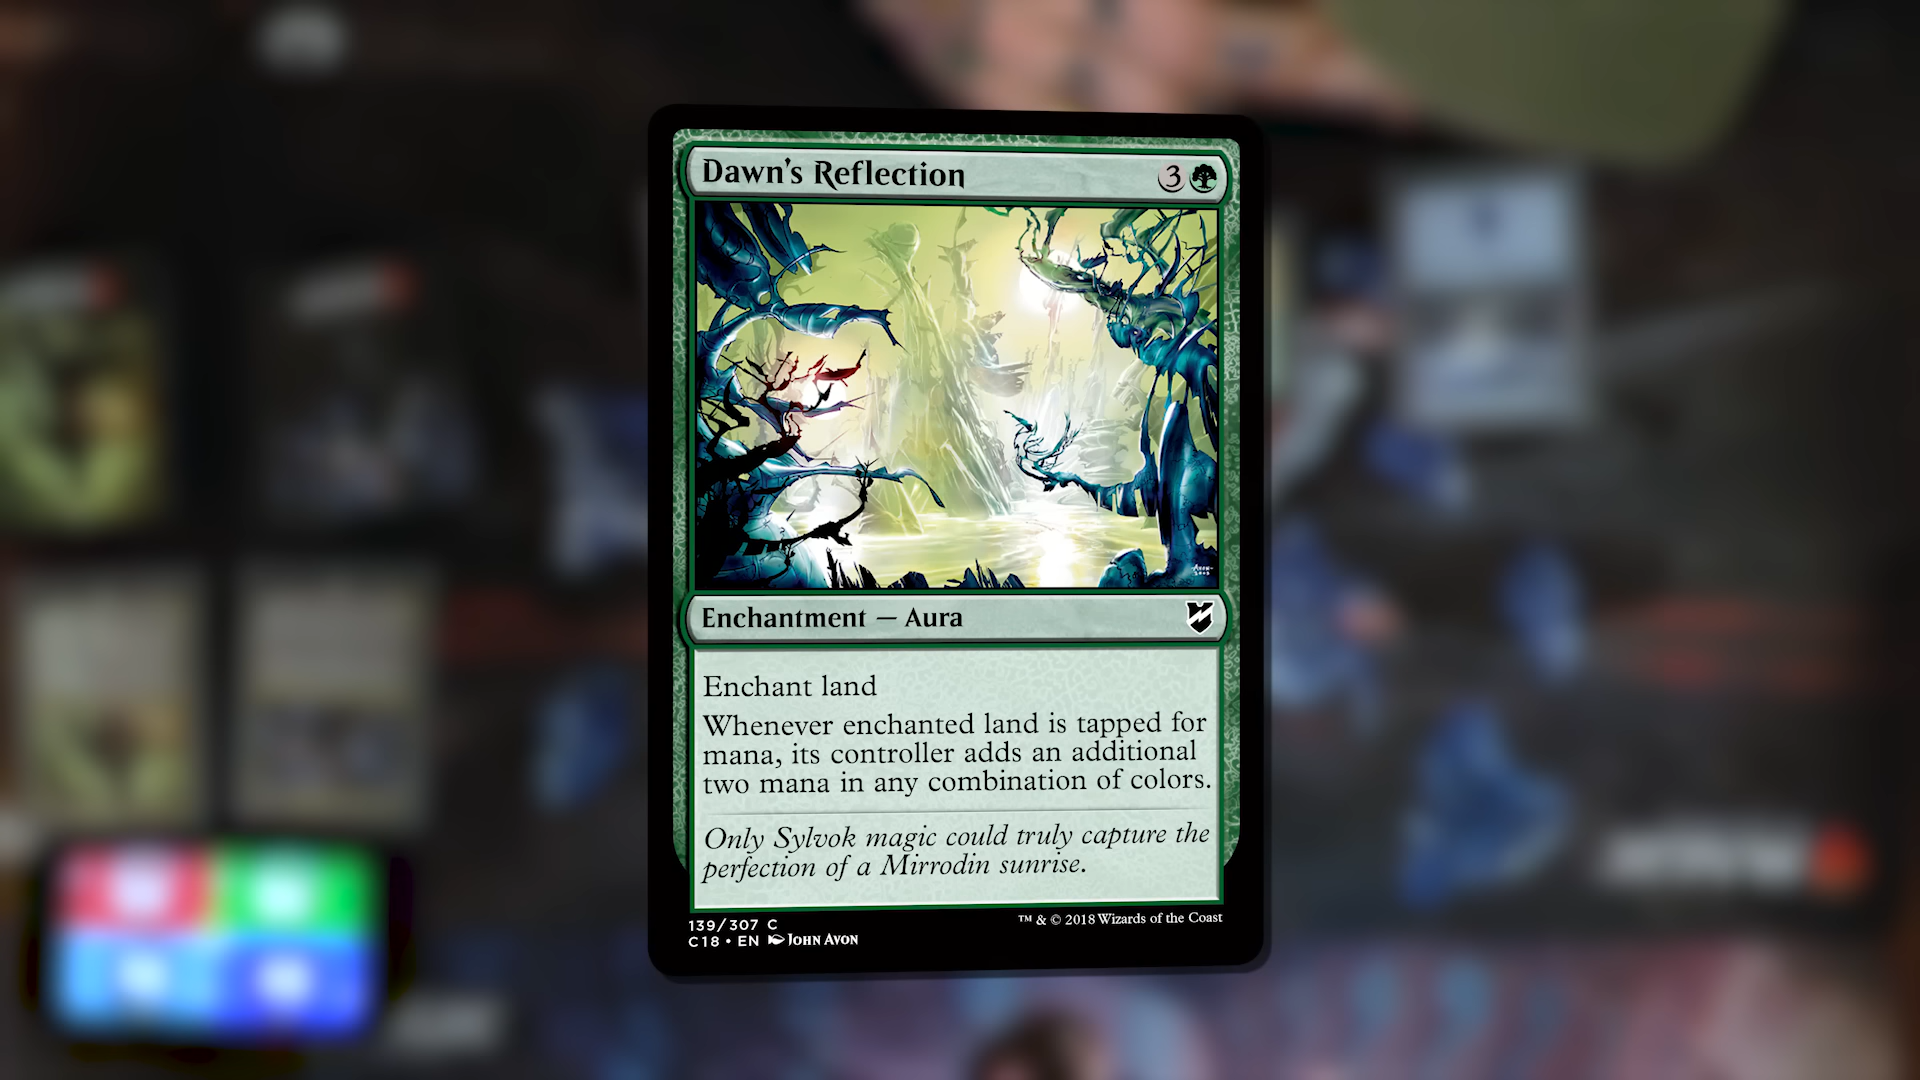 Dawn's Reflection 3
Enchantment — Aura
Enchant land
Whenever enchanted land is tapped for
mana, its controller adds an additional
two mana in any combination of colors.
Only Sylvok magic could truly capture the
perfection of a Mirrodin sunrise.
139/307 C
™ & © 2018 Wizards of the Coast
C18 • EN John Avon